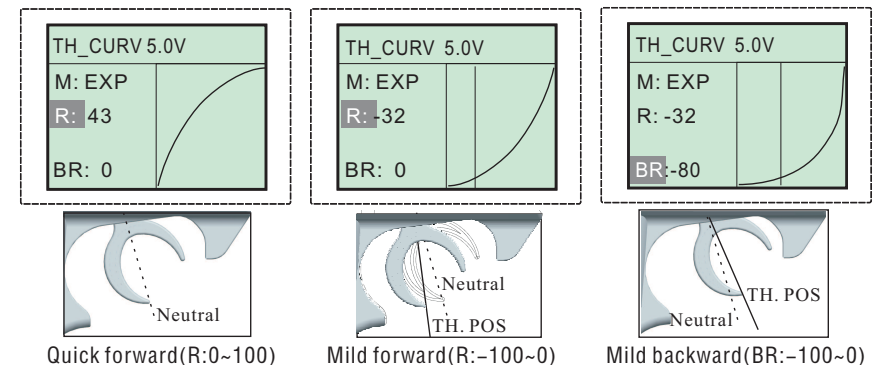 TH_CURV 5.0V
M: EXP
R: 43
BR: 0
TH_CURV 5.0V
M: EXP
R: -32
BR: 0
TH_CURV 5.0V
M: EXP
R: -32
BR:-80
Neutral
Neutral
TH. POS
TH. POS
Neutral
Quick forward(R:0~100)
Mild forward(R:–100~0)
Mild backward(BR:–100~0)